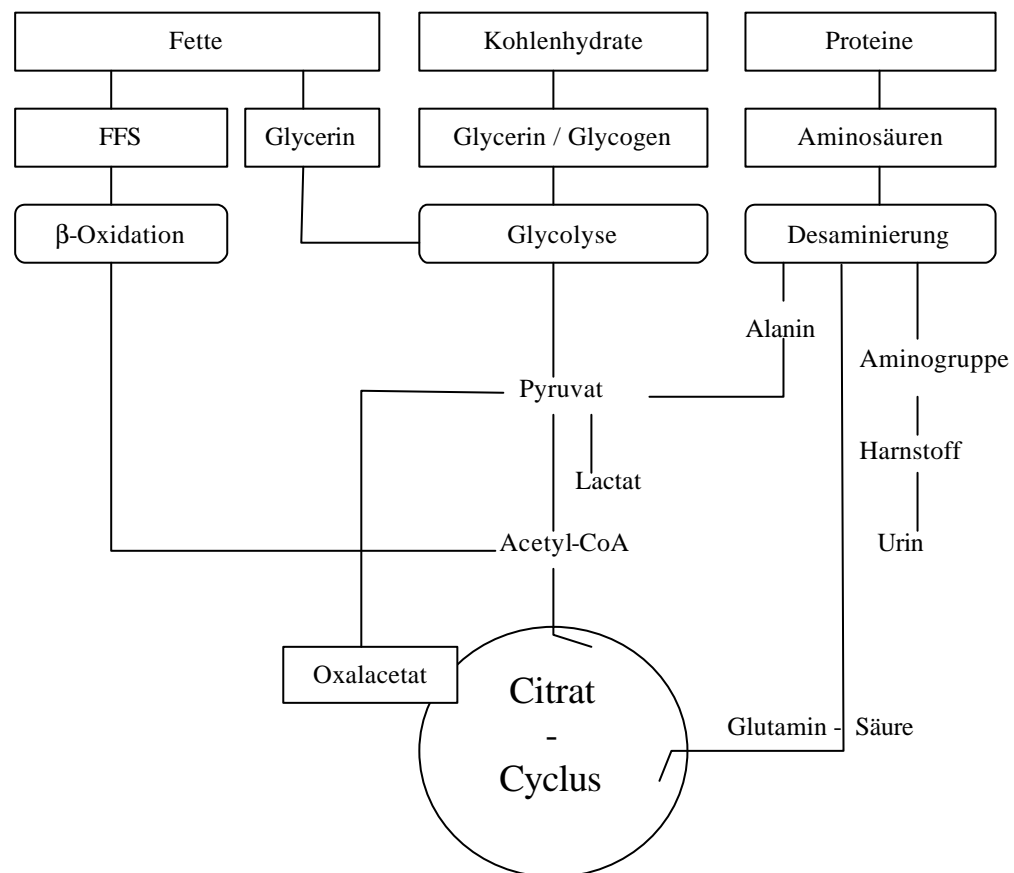 Fette
Kohlenhydrate
Proteine
FFS
Glycerin
Glycerin / Glycogen
Aminosäuren
β-Oxidation
Glycolyse
Desaminierung
Alanin
Aminogruppe
Pyruvat
Harnstoff
Lactat
Acetyl-CoA
Urin
Oxalacetat
Citrat
-
Cyclus
Glutamin - Säure